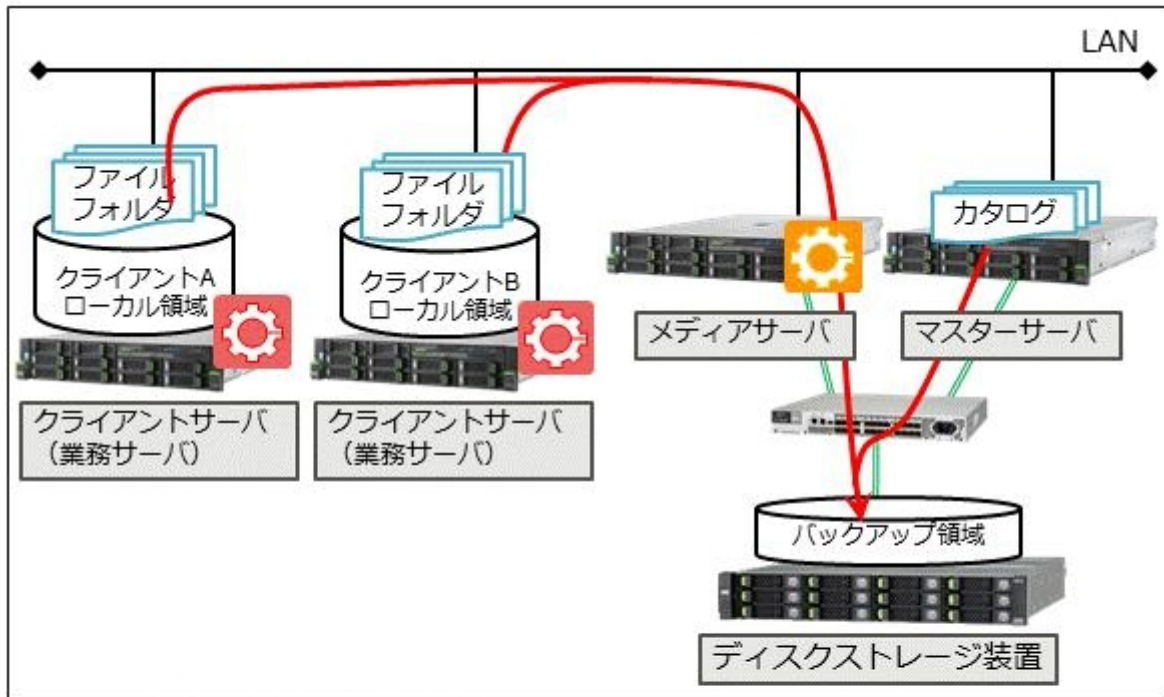 LAN
ファイル
フォルダ
クライアントA
ローカル領域
クライアントサーバ
（業務サーバ）
ファイル
フォルダ
クライアントB
ローカル領域
クライアントサーバ
（業務サーバ）
メディアサーバ
カタログ
マスターサーバ
バックアップ領域
ディスクストレージ装置